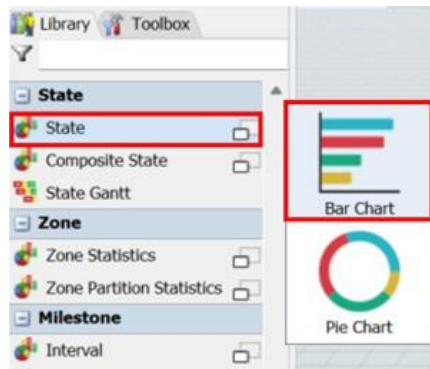 Library Toolbox
State
State
Composite State
State Gantt
Zone
Zone Statistics
Zone Partition Statistics
Milestone
Interval
Bar Chart
Pie Chart